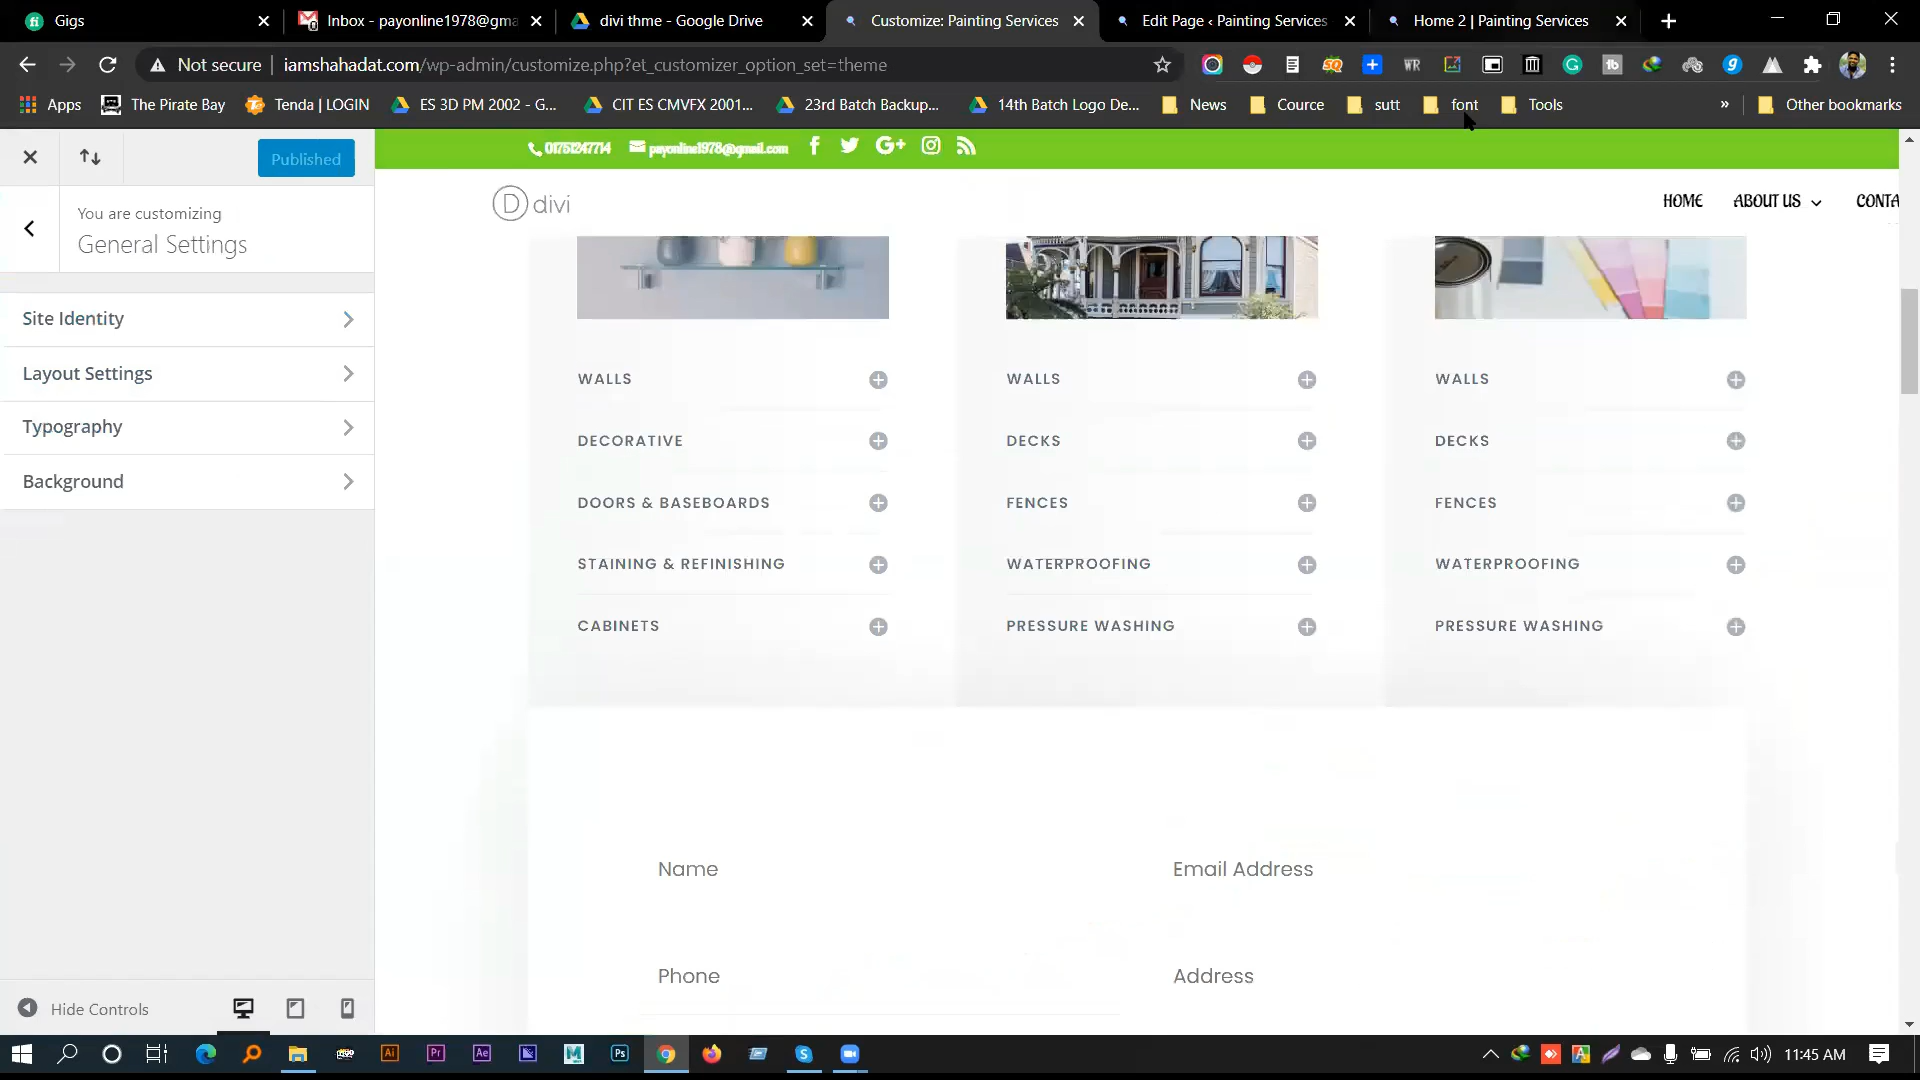 Gigs
Inbox - payonline1978@gma
divi thme - Google Drive
Customize: Painting Services
Edit Page ‹ Painting Services
Home 2 | Painting Services
Not secure
iamshahadat.com/wp-admin/customize.php?et_customizer_option_set=theme
Apps
The Pirate Bay
Tenda | LOGIN
ES 3D PM 2002 - G...
CIT ES CMVFX 2001...
23rd Batch Backup...
14th Batch Logo De...
News
Cource
sutt
font
Tools
»
Other bookmarks
Published
You are customizing
General Settings
Site Identity
Layout Settings
Typography
Background
Hide Controls
01751247714
payonline1978@gmail.com
D divi
HOME
ABOUT US
CONTA
WALLS
WALLS
WALLS
DECORATIVE
DECKS
DECKS
DOORS & BASEBOARDS
FENCES
FENCES
STAINING & REFINISHING
WATERPROOFING
WATERPROOFING
CABINETS
PRESSURE WASHING
PRESSURE WASHING
Name
Email Address
Phone
Address
11:45 AM